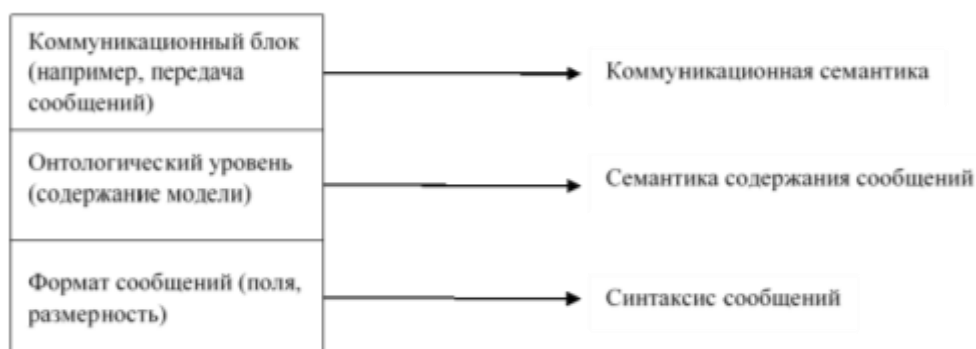 Коммуникационный блок
(например, передача
сообщений)
Коммуникационная семантика
Онтологический уровень
(содержание модели)
Семантика содержания сообщений
Формат сообщений (поля,
размерность)
Синтаксис сообщений